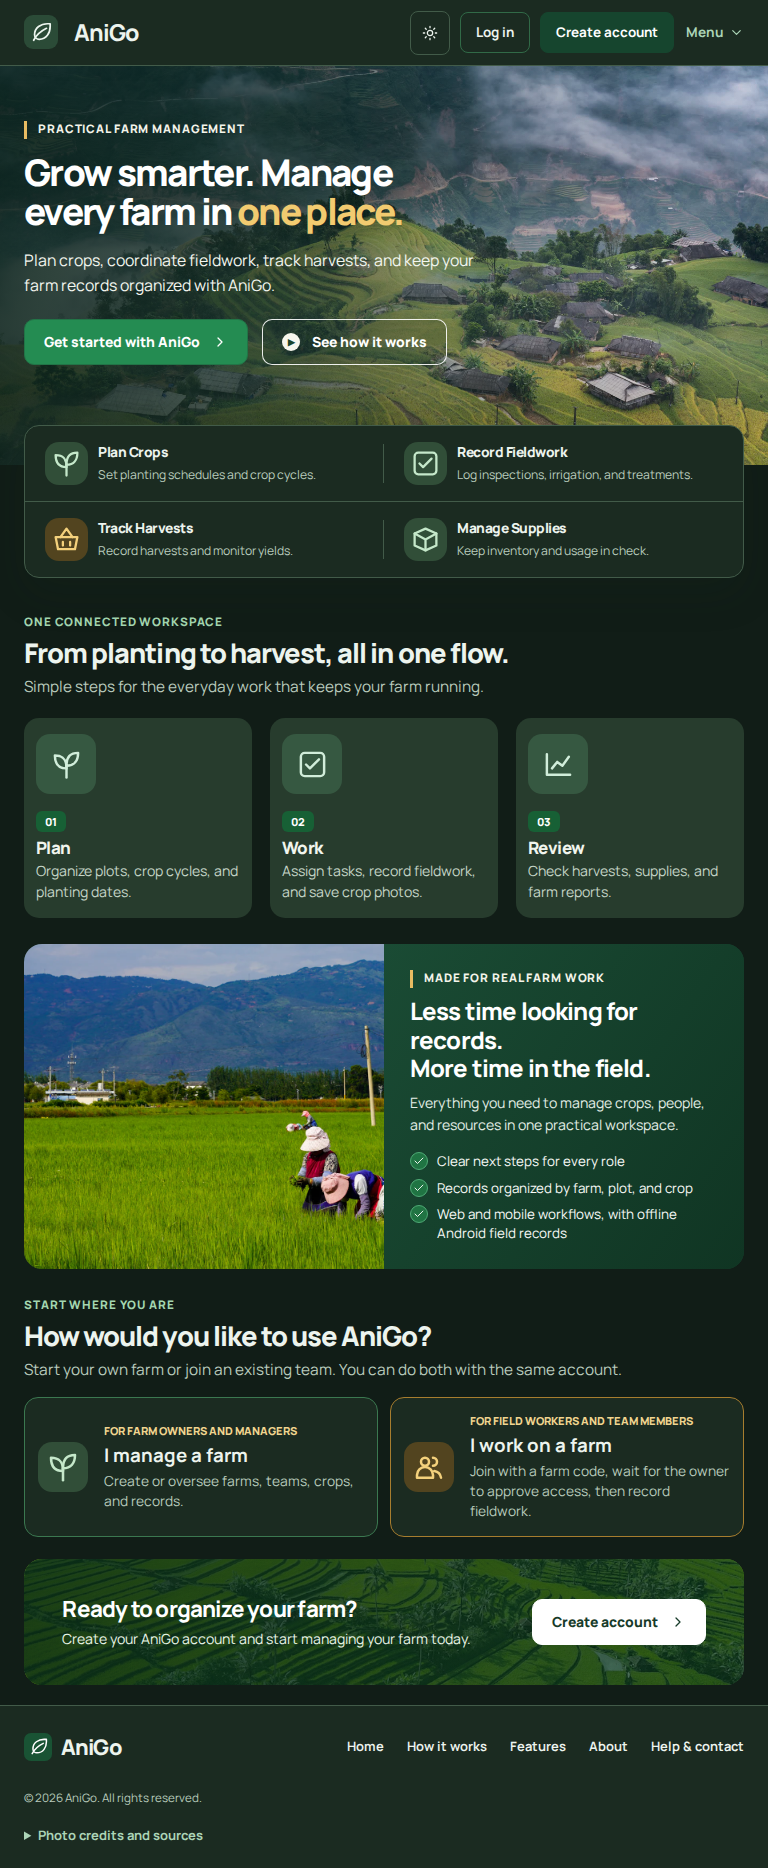 AniGo
Log in
Create account
Menu
PRACTICAL FARM MANAGEMENT
Grow smarter. Manage
every farm in one place.
Plan crops, coordinate fieldwork, track harvests, and keep your
farm records organized with AniGo.
Get started with AniGo
See how it works
Plan Crops
Set planting schedules and crop cycles.
Record Fieldwork
Log inspections, irrigation, and treatments.
Track Harvests
Record harvests and monitor yields.
Manage Supplies
Keep inventory and usage in check.
ONE CONNECTED WORKSPACE
From planting to harvest, all in one flow.
Simple steps for the everyday work that keeps your farm running.
01
Plan
Organize plots, crop cycles, and
planting dates.
02
Work
Assign tasks, record fieldwork,
and save crop photos.
03
Review
Check harvests, supplies, and
farm reports.
MADE FOR REAL FARM WORK
Less time looking for
records.
More time in the field.
Everything you need to manage crops, people,
and resources in one practical workspace.
Clear next steps for every role
Records organized by farm, plot, and crop
Web and mobile workflows, with offline
Android field records
START WHERE YOU ARE
How would you like to use AniGo?
Start your own farm or join an existing team. You can do both with the same account.
FOR FARM OWNERS AND MANAGERS
I manage a farm
Create or oversee farms, teams, crops,
and records.
FOR FIELD WORKERS AND TEAM MEMBERS
I work on a farm
Join with a farm code, wait for the owner
to approve access, then record
fieldwork.
Ready to organize your farm?
Create your AniGo account and start managing your farm today.
Create account
AniGo
Home
How it works
Features
About
Help & contact
© 2026 AniGo. All rights reserved.
Photo credits and sources